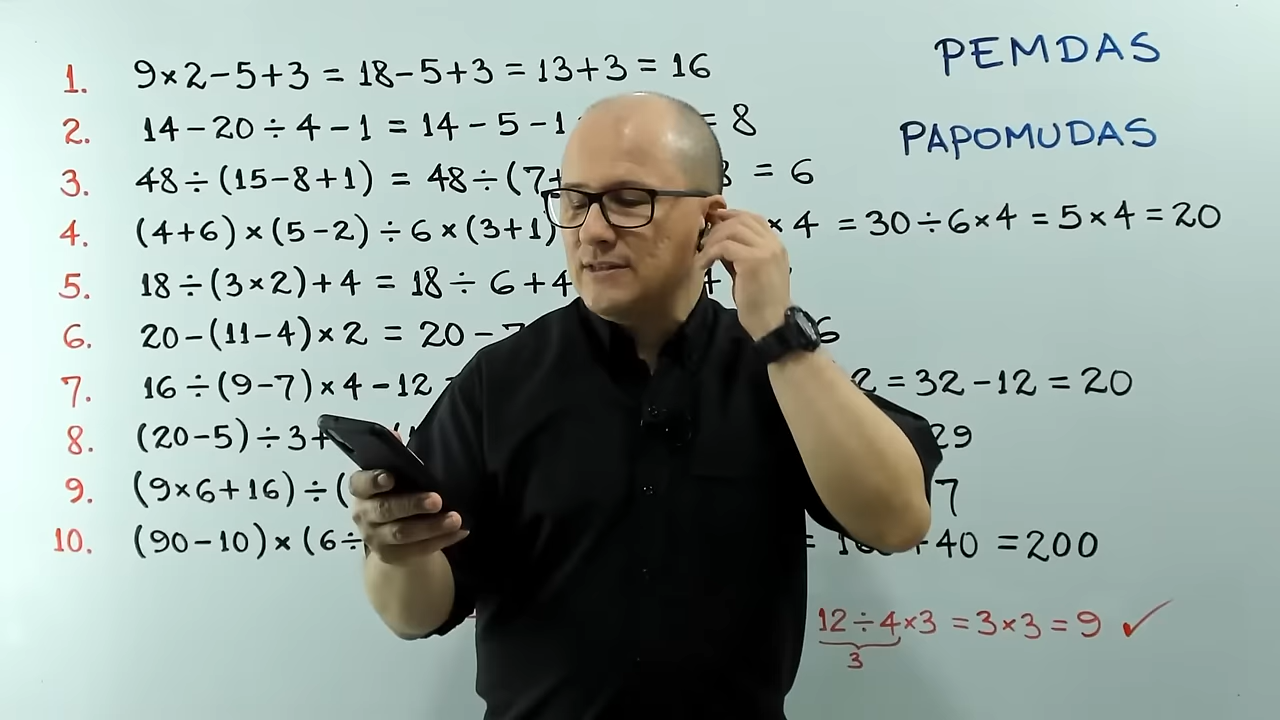 PEMDAS
PAPOMUDAS
1. 9×2−5+3 = 18−5+3 = 13+3 = 16
2. 14−20÷4−1 = 14−5−1 = 8
3. 48÷(15−8+1) = 48÷(7+ = 6
4. (4+6)×(5−2)÷6×(3+1) ×4 = 30÷6×4 = 5×4 = 20
5. 18÷(3×2)+4 = 18÷6+4
6. 20−(11−4)×2 = 20−7
7. 16÷(9−7)×4−12 = 2 = 32−12 = 20
8. (20−5)÷3+ 29
9. (9×6+16)÷( 7
10. (90−10)×(6÷ = +40 = 200
12÷4×3 = 3×3 = 9 ✓
3